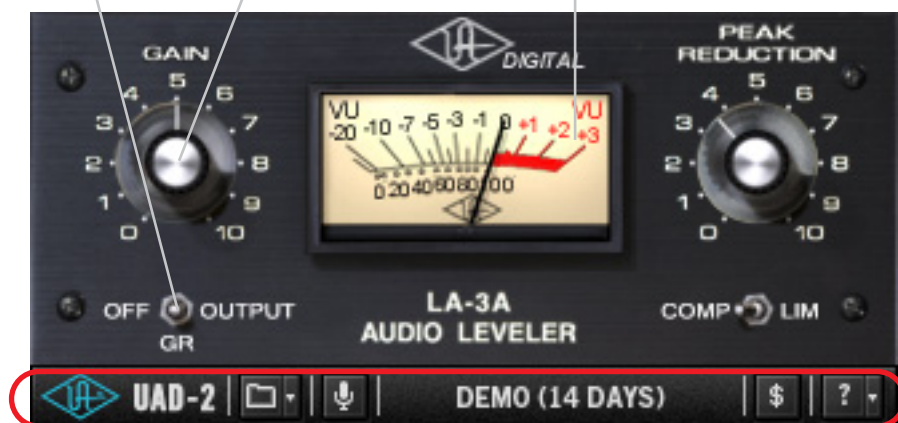 GAIN
0 1 2 3 4 5 6 7 8 9 10
OFF OUTPUT
GR
UA DIGITAL
VU VU
-20 -10 -7 -5 -3 -1 0 +1 +2 +3
0 20 40 60 80 100
LA-3A
AUDIO LEVELER
PEAK
REDUCTION
0 1 2 3 4 5 6 7 8 9 10
COMP LIM
UA UAD-2 DEMO (14 DAYS) $ ?